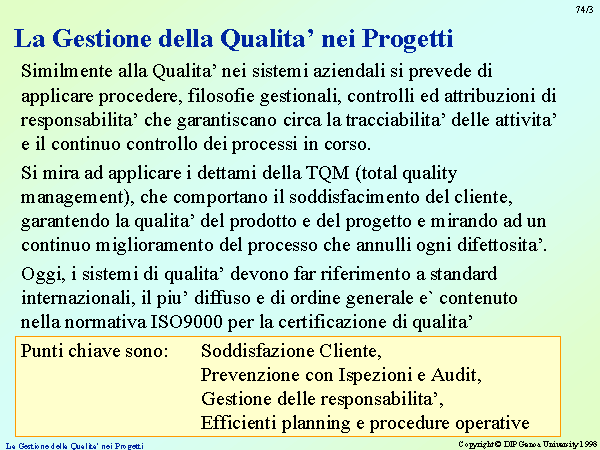 74/3
La Gestione della Qualita’ nei Progetti
Similmente alla Qualita’ nei sistemi aziendali si prevede di
applicare procedere, filosofie gestionali, controlli ed attribuzioni di
responsabilita’ che garantiscano circa la tracciabilita’ delle attivita’
e il continuo controllo dei processi in corso.
Si mira ad applicare i dettami della TQM (total quality
management), che comportano il soddisfacimento del cliente,
garantendo la qualita’ del prodotto e del progetto e mirando ad un
continuo miglioramento del processo che annulli ogni difettosita’.
Oggi, i sistemi di qualita’ devono far riferimento a standard
internazionali, il piu’ diffuso e di ordine generale e` contenuto
nella normativa ISO9000 per la certificazione di qualita’
Punti chiave sono: Soddisfazione Cliente,
Prevenzione con Ispezioni e Audit,
Gestione delle responsabilita’,
Efficienti planning e procedure operative
La Gestione della Qualita’ nei Progetti
Copyright © DIP Genoa University 1998